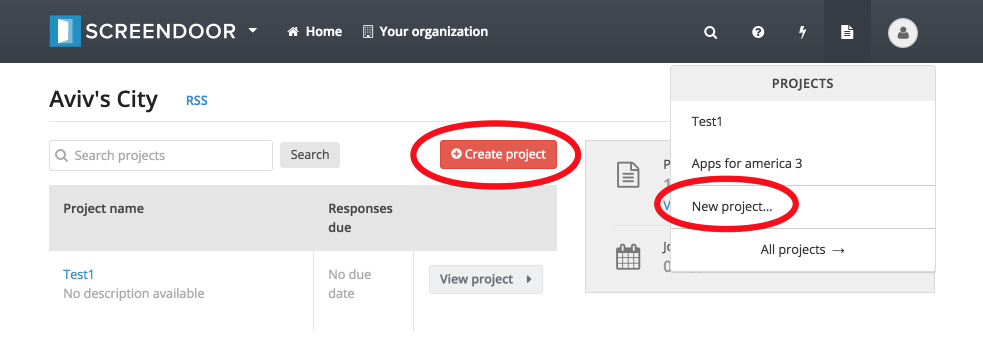 SCREENDOOR
Home
Your organization
Aviv's City
RSS
Search projects
Search
Create project
Project name
Responses
due
Test1
No description available
No due
date
View project
PROJECTS
Test1
Apps for america 3
New project...
All projects →